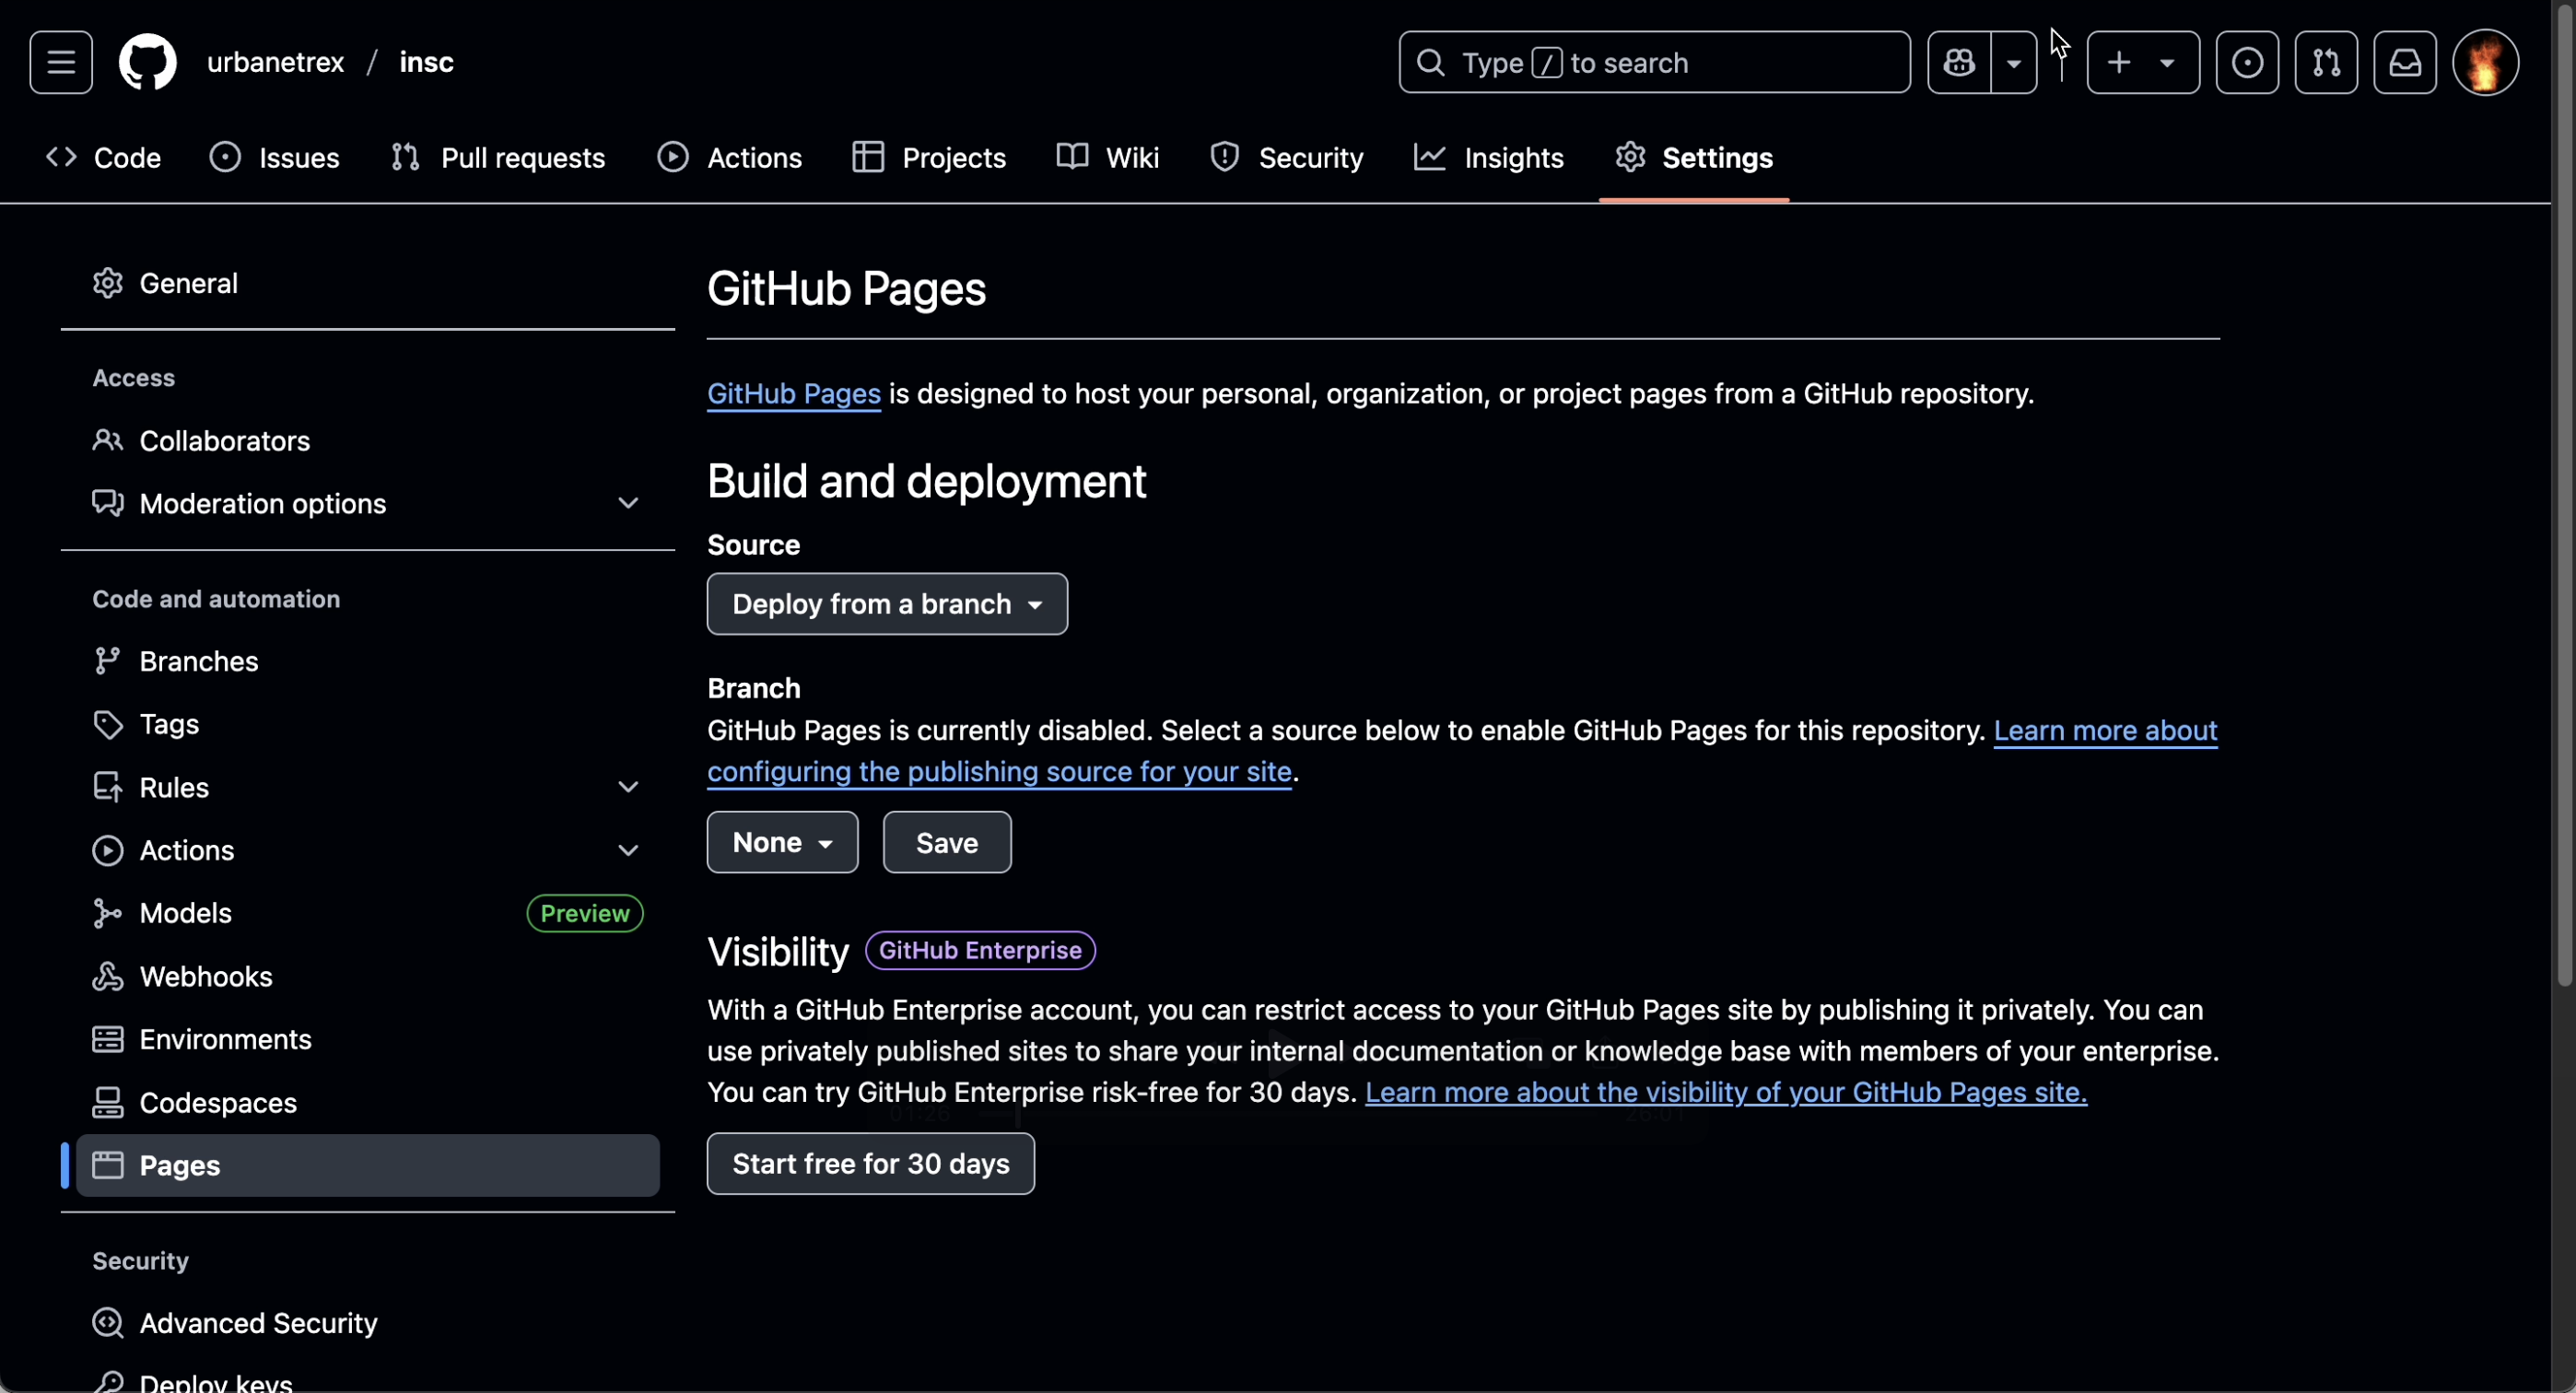 urbanetrex / insc
Type / to search
Code Issues Pull requests Actions Projects Wiki Security Insights Settings
General
Access
Collaborators
Moderation options
Code and automation
Branches
Tags
Rules
Actions
Models Preview
Webhooks
Environments
Codespaces
Pages
Security
Advanced Security
Deploy keys
GitHub Pages
GitHub Pages is designed to host your personal, organization, or project pages from a GitHub repository.
Build and deployment
Source
Deploy from a branch
Branch
GitHub Pages is currently disabled. Select a source below to enable GitHub Pages for this repository. Learn more about
configuring the publishing source for your site.
None Save
Visibility GitHub Enterprise
With a GitHub Enterprise account, you can restrict access to your GitHub Pages site by publishing it privately. You can
use privately published sites to share your internal documentation or knowledge base with members of your enterprise.
You can try GitHub Enterprise risk-free for 30 days. Learn more about the visibility of your GitHub Pages site.
Start free for 30 days